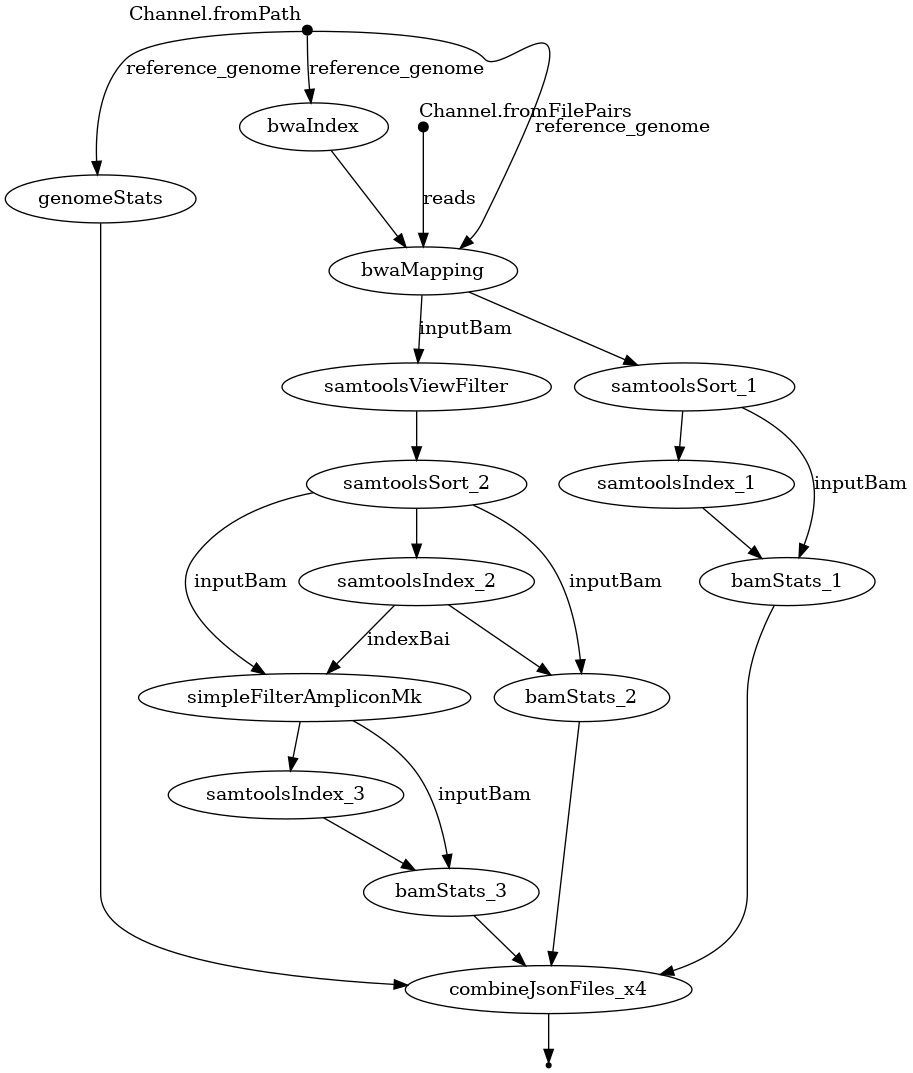 Channel.fromPath
reference_genome
reference_genome
bwaIndex
Channel.fromFilePairs
reference_genome
genomeStats
reads
bwaMapping
inputBam
samtoolsViewFilter
samtoolsSort_1
samtoolsSort_2
samtoolsIndex_1
inputBam
inputBam
samtoolsIndex_2
inputBam
bamStats_1
indexBai
simpleFilterAmpliconMk
bamStats_2
samtoolsIndex_3
inputBam
bamStats_3
combineJsonFiles_x4